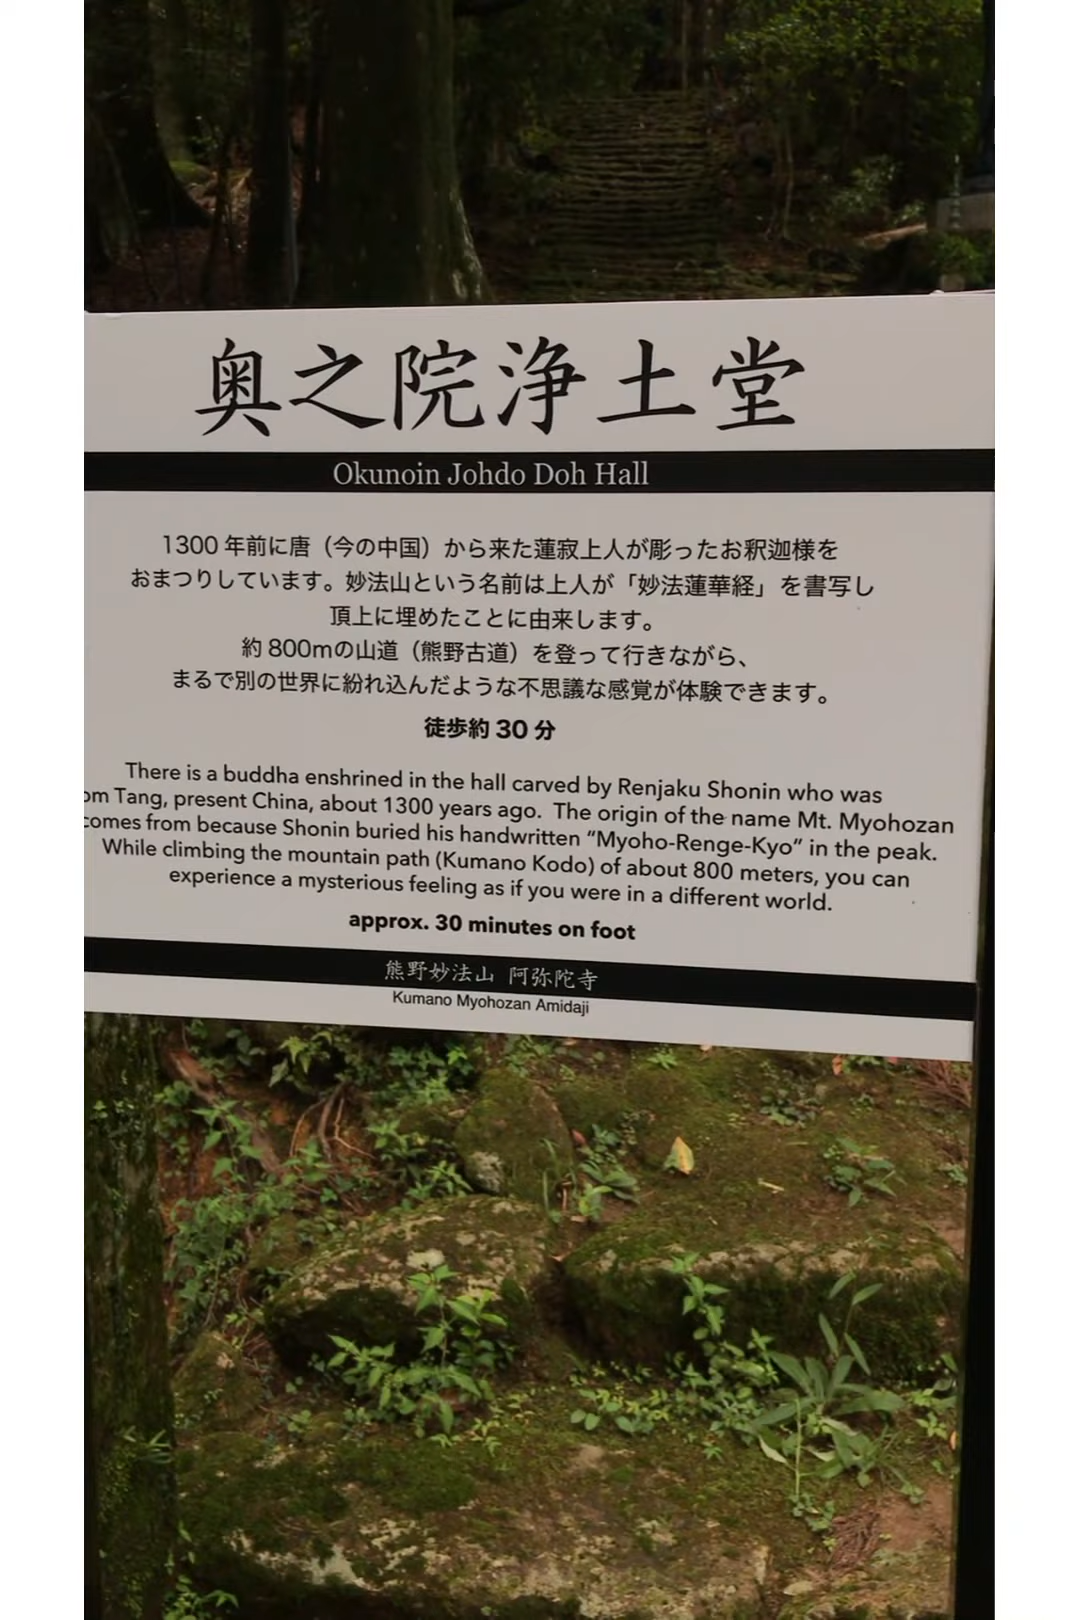 奥之院浄土堂
Okunoin Johdo Doh Hall
1300年前に唐（今の中国）から来た蓮寂上人が彫ったお釈迦様を
おまつりしています。妙法山という名前は上人が「妙法蓮華経」を書写し
頂上に埋めたことに由来します。
約800mの山道（熊野古道）を登って行きながら、
まるで別の世界に紛れ込んだような不思議な感覚が体験できます。
徒歩約30分
There is a buddha enshrined in the hall carved by Renjaku Shonin who was
om Tang, present China, about 1300 years ago. The origin of the name Mt. Myohozan
comes from because Shonin buried his handwritten “Myoho-Renge-Kyo” in the peak.
While climbing the mountain path (Kumano Kodo) of about 800 meters, you can
experience a mysterious feeling as if you were in a different world.
approx. 30 minutes on foot
熊野妙法山 阿弥陀寺
Kumano Myohozan Amidaji